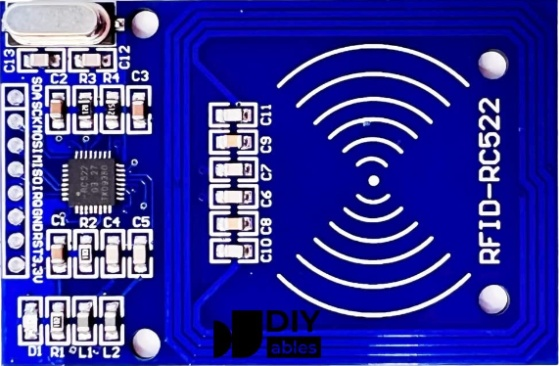 C13
C12
C2 R3 R4 C3
SDA SCK MOSI MISO IRQ GND RST 3.3V
RC522
C1 R2 C4 C5
D1 R1 L1 L2
C11
C9
C7
C6
C8
C10
RFID-RC522
DIY
ables